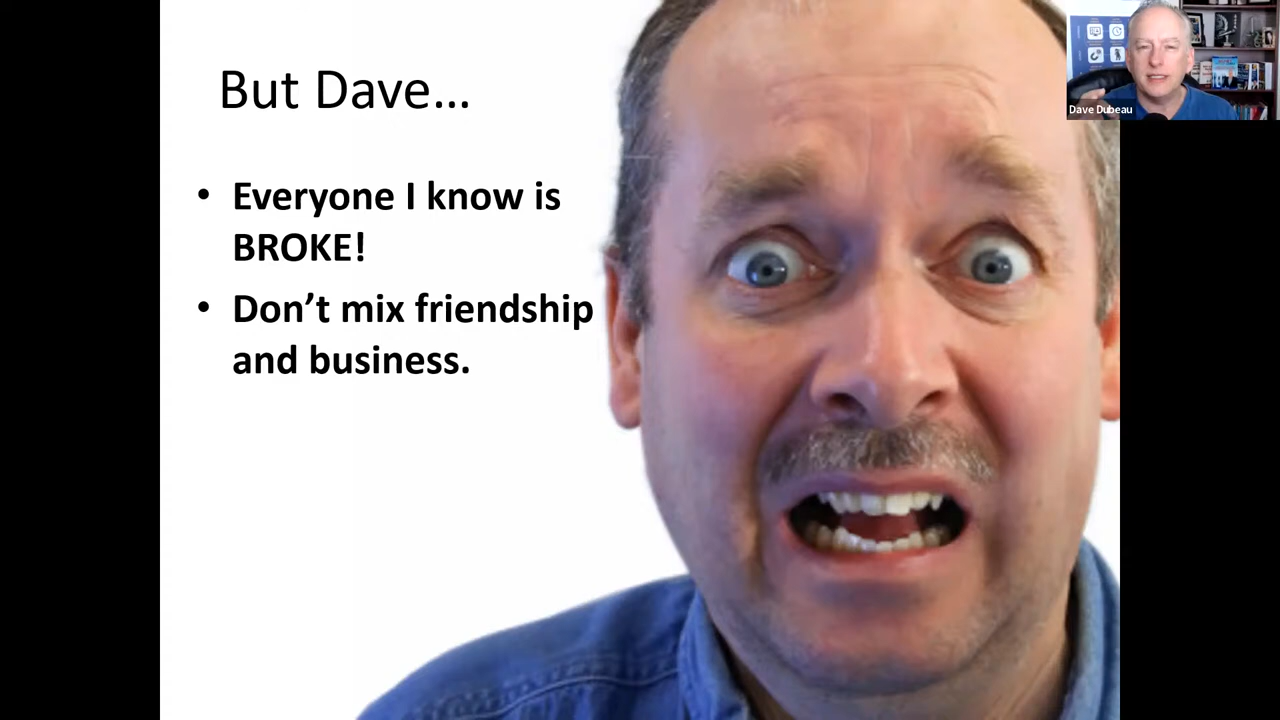 But Dave…
• Everyone I know is
BROKE!
• Don’t mix friendship
and business.
Dave Dubeau